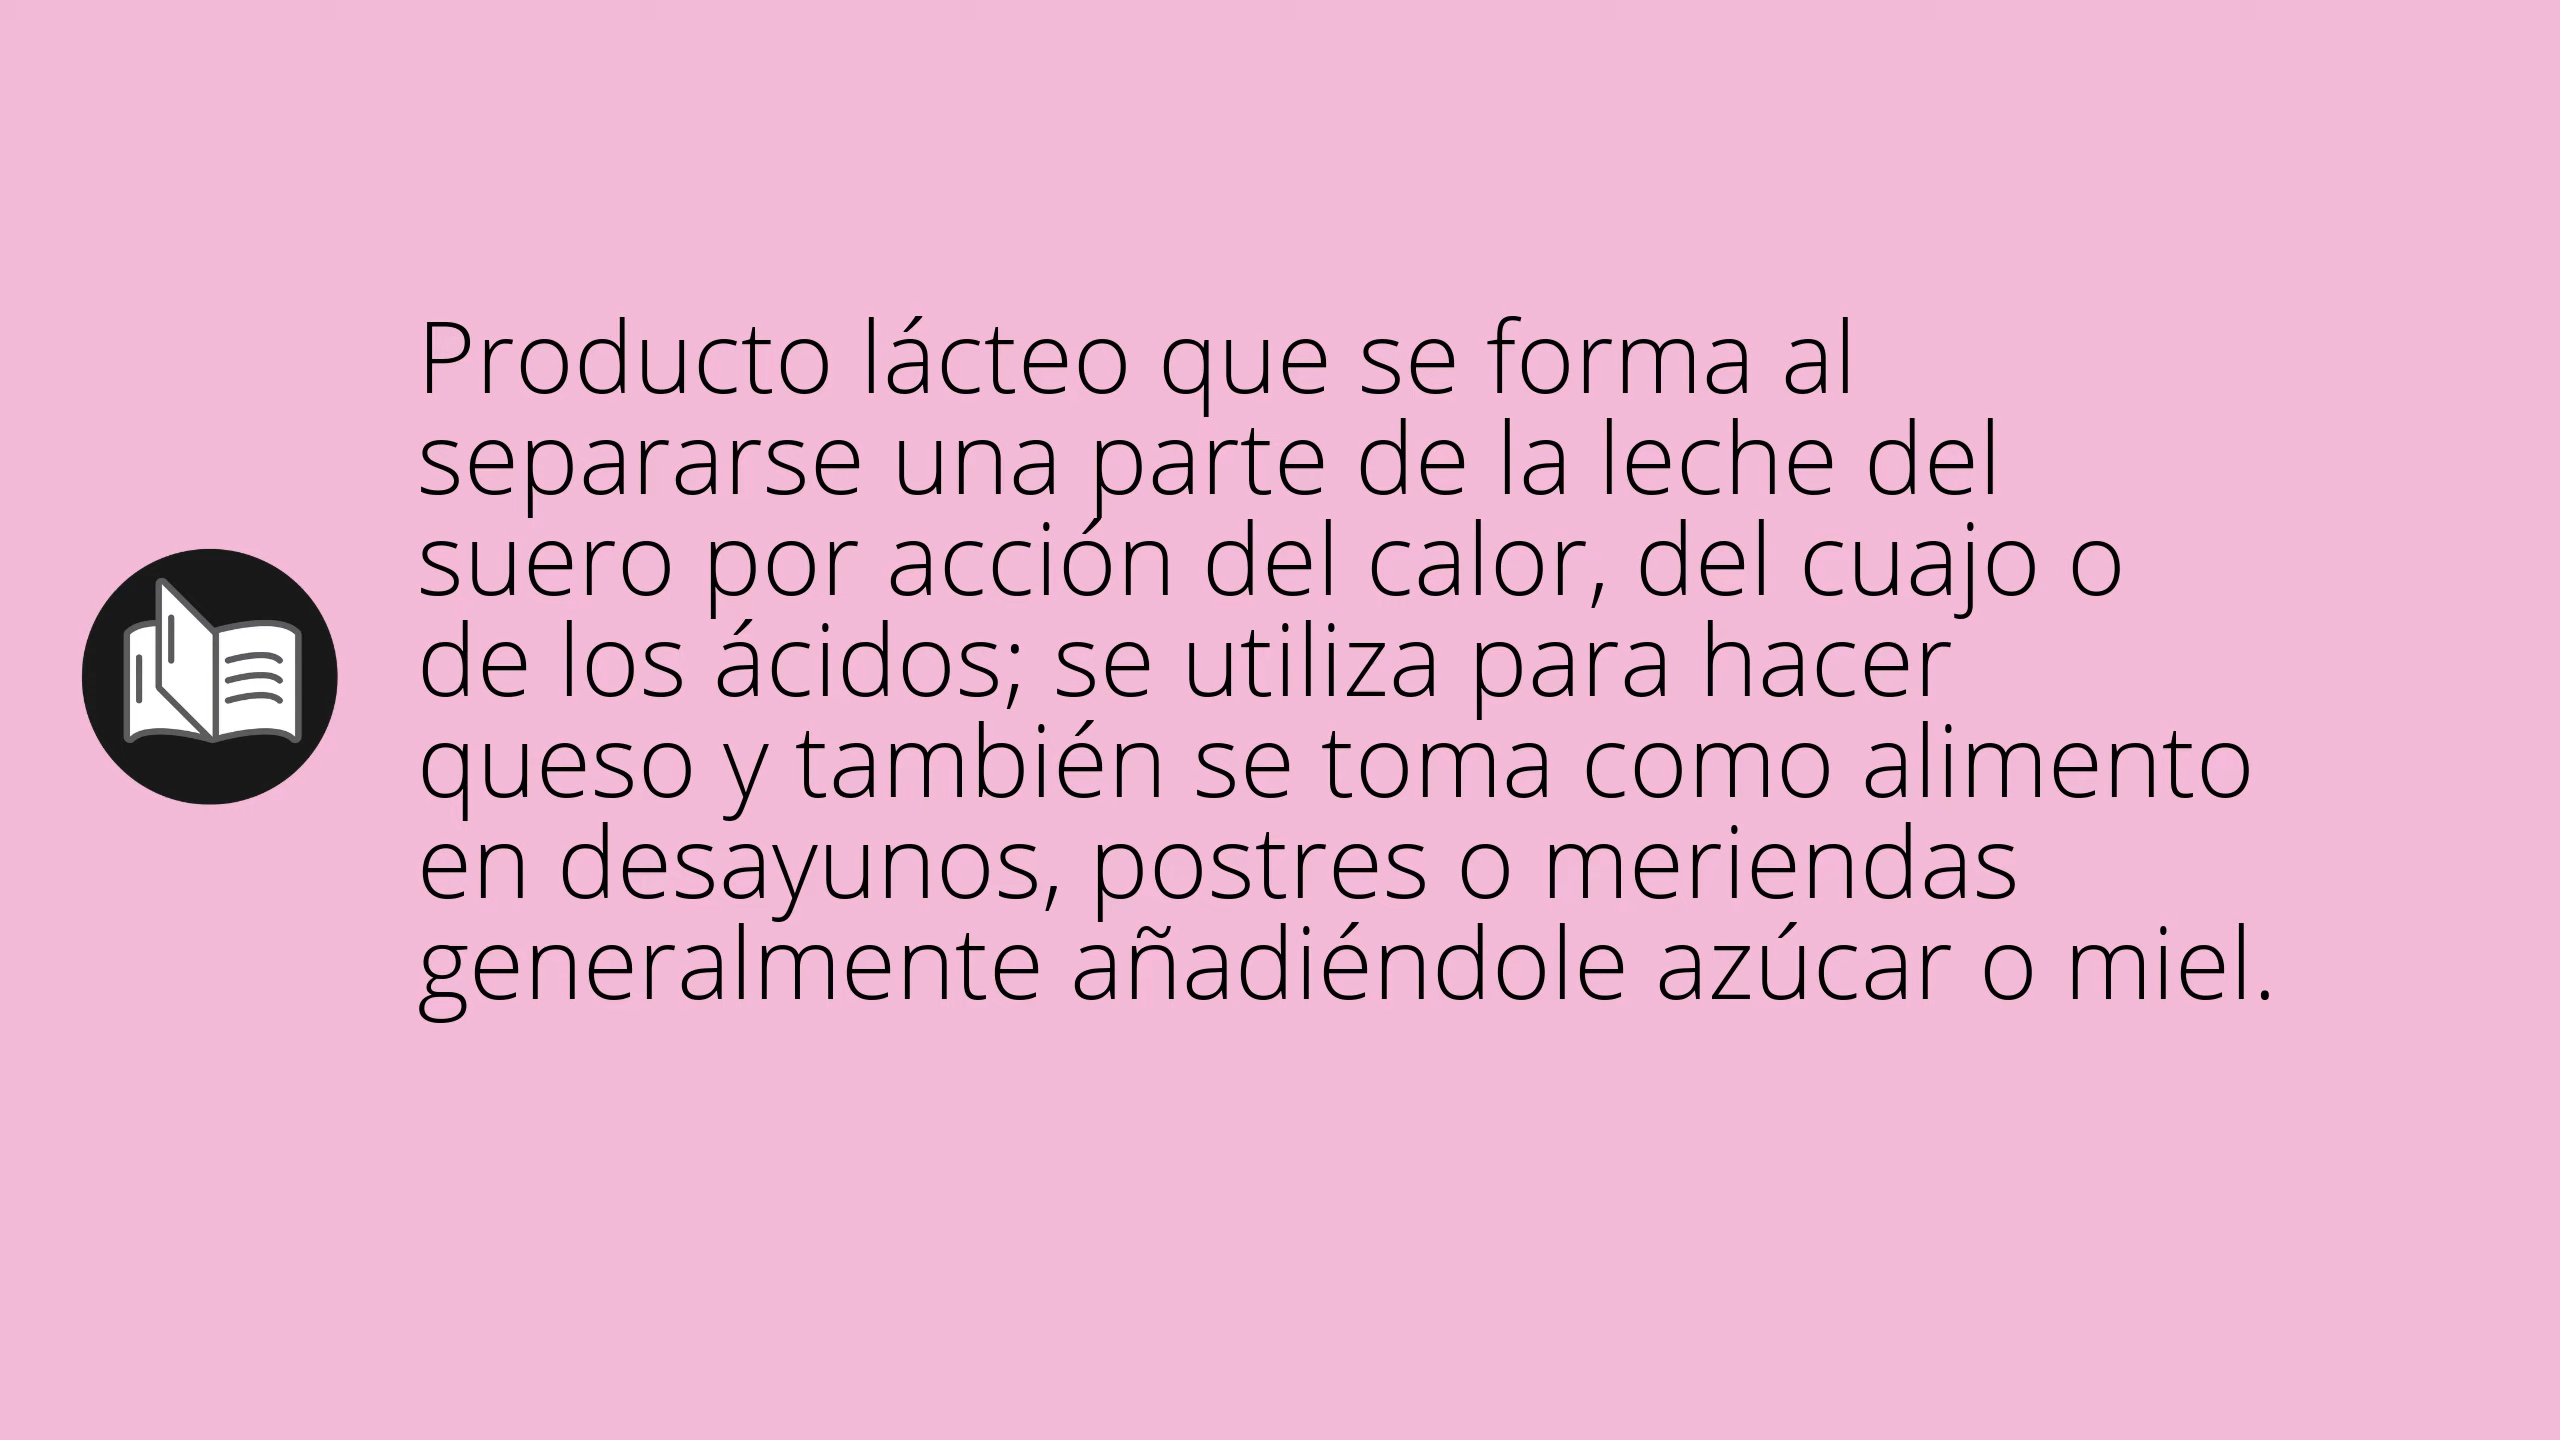 Producto lácteo que se forma al
separarse una parte de la leche del
suero por acción del calor, del cuajo o
de los ácidos; se utiliza para hacer
queso y también se toma como alimento
en desayunos, postres o meriendas
generalmente añadiéndole azúcar o miel.